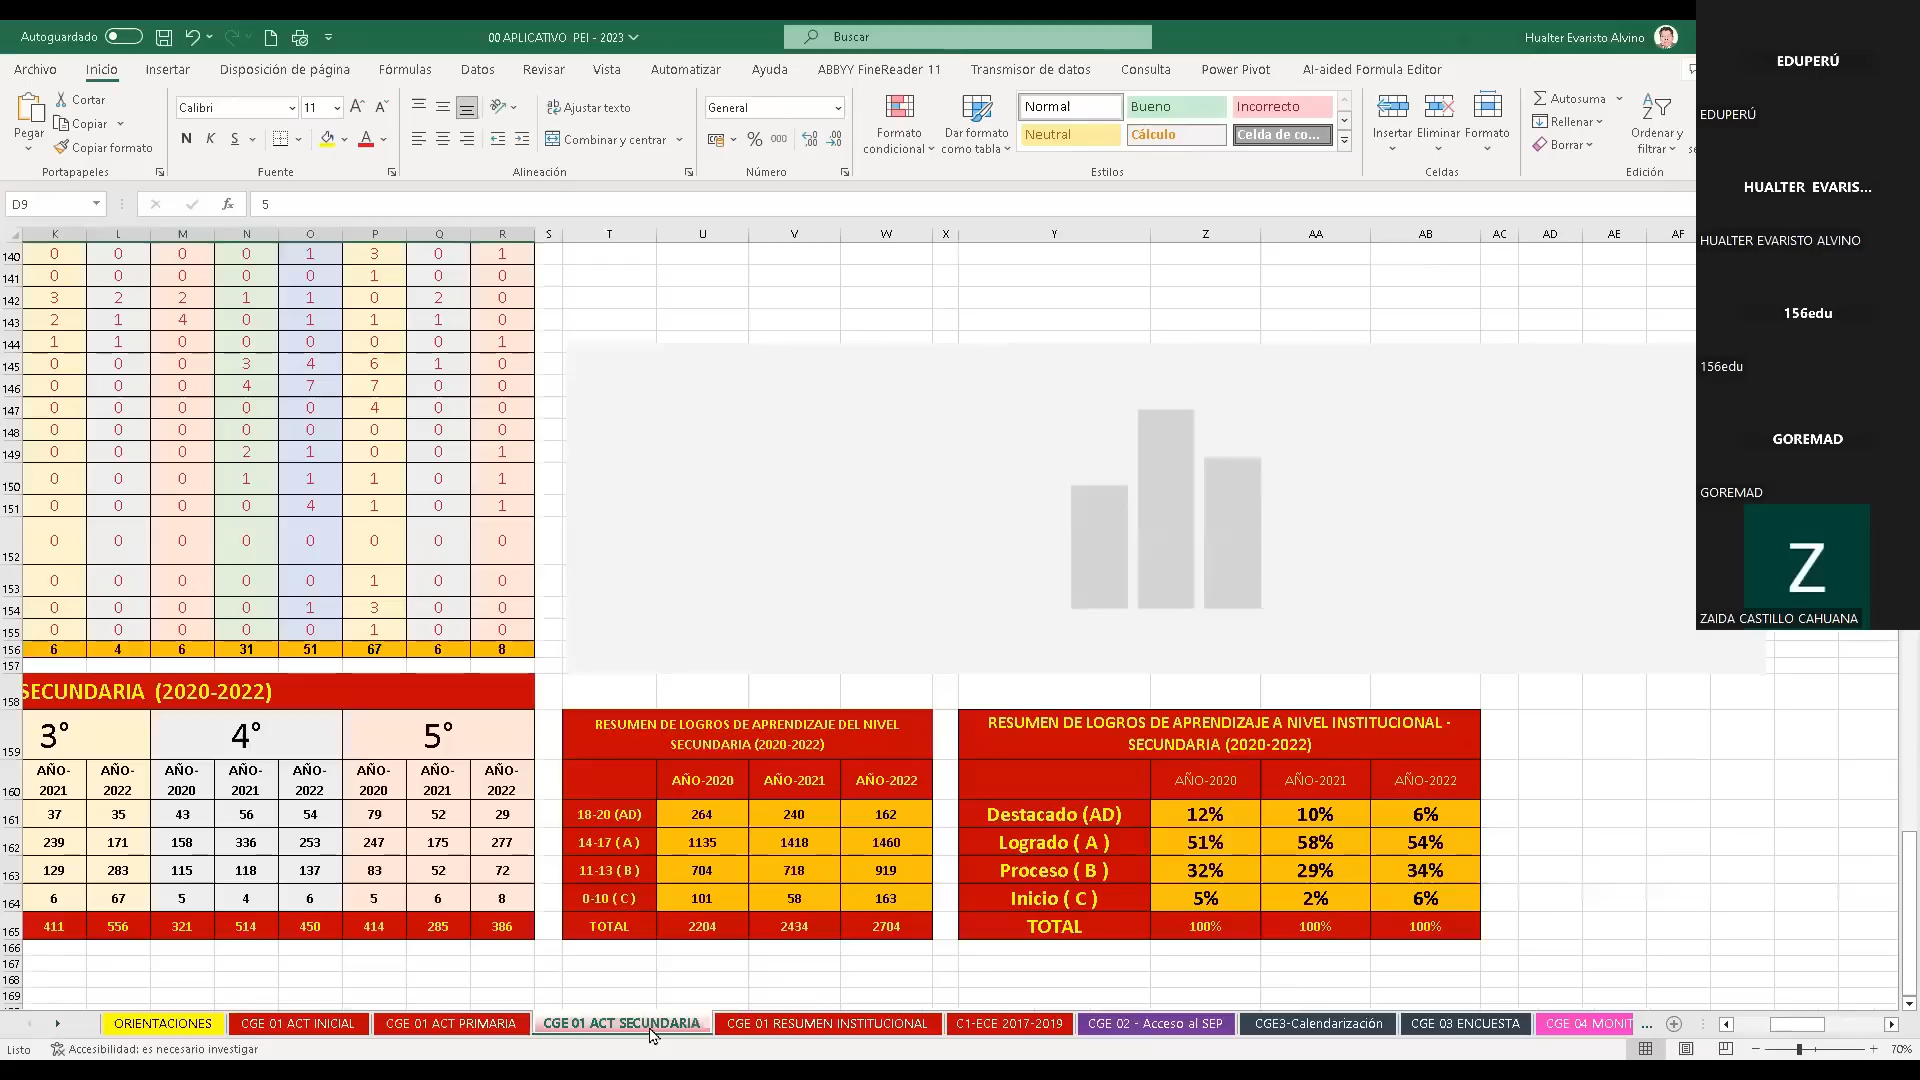 Autoguardado
00 APLICATIVO PEI - 2023
Buscar
Hualter Evaristo Alvino
Archivo Inicio Insertar Disposición de página Fórmulas Datos Revisar Vista Automatizar Ayuda ABBYY FineReader 11 Transmisor de datos Consulta Power Pivot AI-aided Formula Editor
Pegar
Cortar
Copiar
Copiar formato
Portapapeles
Calibri 11
N K S
Fuente
Ajustar texto
Combinar y centrar
Alineación
General
% 000
Número
Formato condicional
Dar formato como tabla
Normal Bueno Incorrecto
Neutral Cálculo Celda de co...
Estilos
Insertar Eliminar Formato
Celdas
Autosuma
Rellenar
Borrar
Ordenar y filtrar
Edición
D9 fx 5
K L M N O P Q R S T U V W X Y Z AA AB AC AD AE AF
140 0 0 0 0 1 3 0 1
141 0 0 0 0 0 1 0 0
142 3 2 2 1 1 0 2 0
143 2 1 4 0 1 1 1 0
144 1 1 0 0 0 0 0 1
145 0 0 0 3 4 6 1 0
146 0 0 0 4 7 7 0 0
147 0 0 0 0 0 4 0 0
148 0 0 0 0 0 0 0 0
149 0 0 0 2 1 0 0 1
150 0 0 0 1 1 1 0 1
151 0 0 0 0 4 1 0 1
152 0 0 0 0 0 0 0 0
153 0 0 0 0 0 1 0 0
154 0 0 0 0 1 3 0 0
155 0 0 0 0 0 1 0 0
156 6 4 6 31 51 67 6 8
157
158 SECUNDARIA (2020-2022)
159 3° 4° 5°
160 AÑO-2021 AÑO-2022 AÑO-2020 AÑO-2021 AÑO-2022 AÑO-2020 AÑO-2021 AÑO-2022
161 37 35 43 56 54 79 52 29
162 239 171 158 336 253 247 175 277
163 129 283 115 118 137 83 52 72
164 6 67 5 4 6 5 6 8
165 411 556 321 514 450 414 285 386
166
167
168
169
RESUMEN DE LOGROS DE APRENDIZAJE DEL NIVEL
SECUNDARIA (2020-2022)
AÑO-2020 AÑO-2021 AÑO-2022
18-20 (AD) 264 240 162
14-17 ( A ) 1135 1418 1460
11-13 ( B ) 704 718 919
0-10 ( C ) 101 58 163
TOTAL 2204 2434 2704
RESUMEN DE LOGROS DE APRENDIZAJE A NIVEL INSTITUCIONAL -
SECUNDARIA (2020-2022)
AÑO-2020 AÑO-2021 AÑO-2022
Destacado (AD) 12% 10% 6%
Logrado ( A ) 51% 58% 54%
Proceso ( B ) 32% 29% 34%
Inicio ( C ) 5% 2% 6%
TOTAL 100% 100% 100%
ORIENTACIONES CGE 01 ACT INICIAL CGE 01 ACT PRIMARIA CGE 01 ACT SECUNDARIA CGE 01 RESUMEN INSTITUCIONAL C1-ECE 2017-2019 CGE 02 - Acceso al SEP CGE3-Calendarización CGE 03 ENCUESTA CGE 04 MONIT ...
Listo Accesibilidad: es necesario investigar
70%
EDUPERÚ
EDUPERÚ
HUALTER EVARIS...
HUALTER EVARISTO ALVINO
156edu
156edu
GOREMAD
GOREMAD
Z
ZAIDA CASTILLO CAHUANA